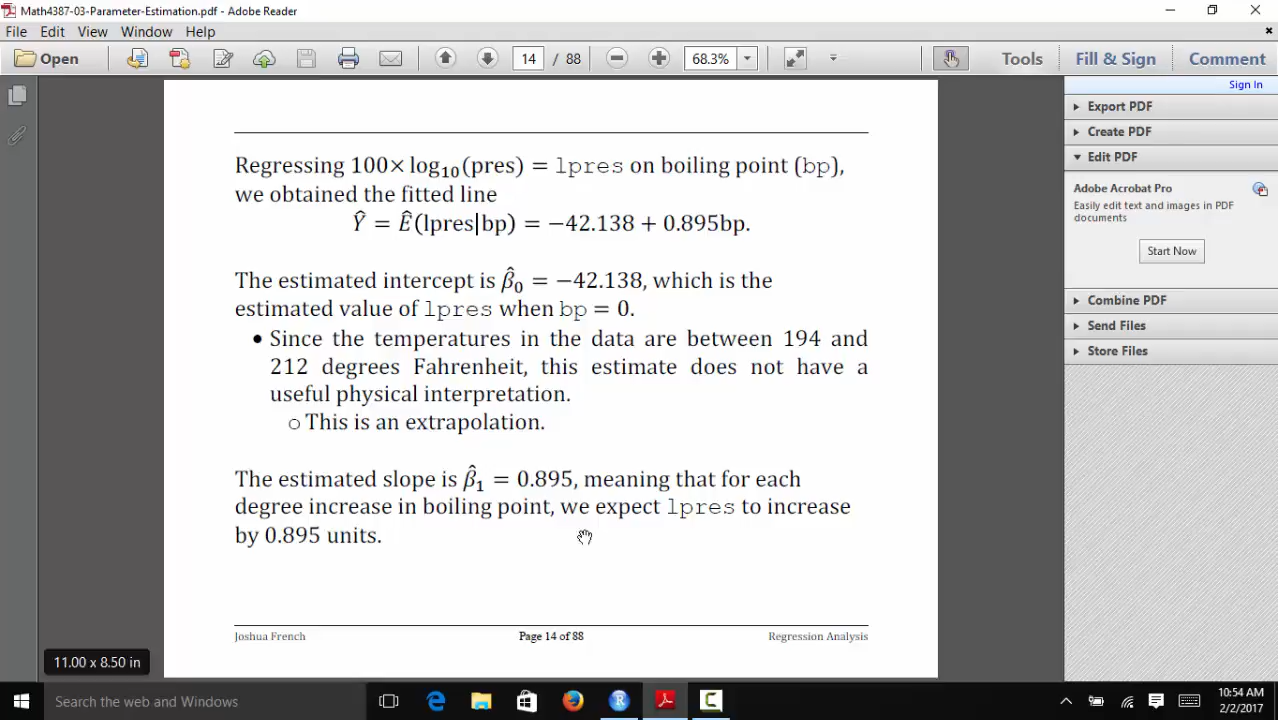 Math4387-03-Parameter-Estimation.pdf - Adobe Reader
File Edit View Window Help
Open 14 / 88 68.3% Tools Fill & Sign Comment
Sign In
Export PDF
Create PDF
Edit PDF
Adobe Acrobat Pro
Easily edit text and images in PDF
documents
Start Now
Combine PDF
Send Files
Store Files
Regressing 100× log₁₀(pres) = lpres on boiling point (bp),
we obtained the fitted line
Ŷ = Ê(lpres|bp) = −42.138 + 0.895bp.
The estimated intercept is β̂₀ = −42.138, which is the
estimated value of lpres when bp = 0.
• Since the temperatures in the data are between 194 and
212 degrees Fahrenheit, this estimate does not have a
useful physical interpretation.
○ This is an extrapolation.
The estimated slope is β̂₁ = 0.895, meaning that for each
degree increase in boiling point, we expect lpres to increase
by 0.895 units.
Joshua French Page 14 of 88 Regression Analysis
11.00 x 8.50 in
Search the web and Windows
10:54 AM
2/2/2017